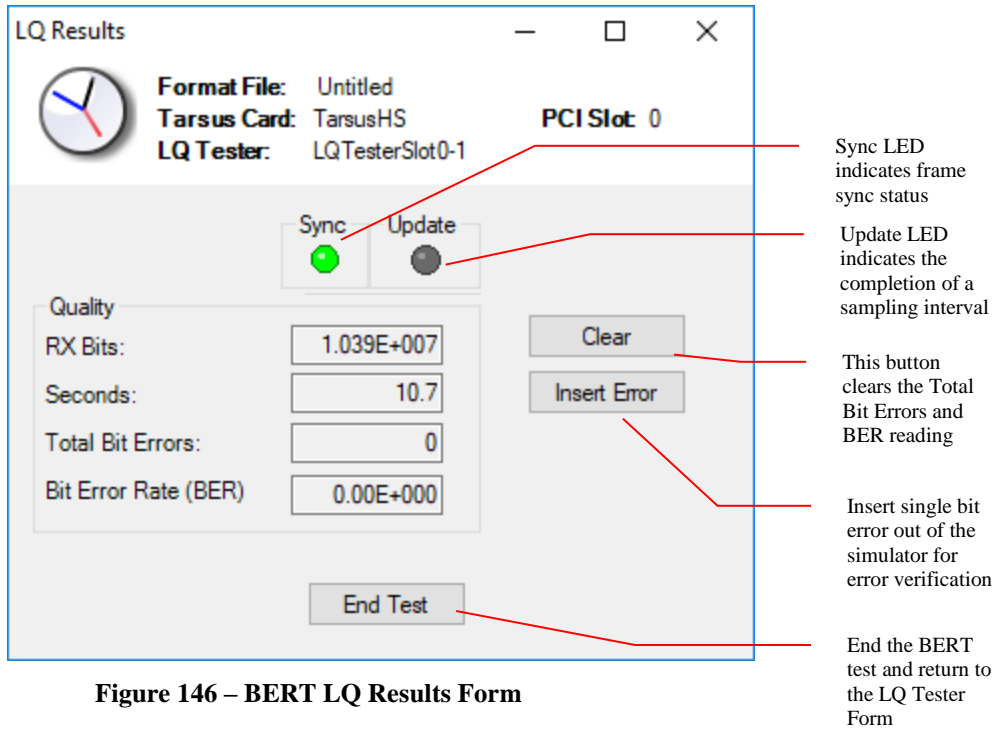 LQ Results
Format File: Untitled
Tarsus Card: TarsusHS PCI Slot: 0
LQ Tester: LQTesterSlot0-1
Sync Update
Quality
RX Bits: 1.039E+007
Seconds: 10.7
Total Bit Errors: 0
Bit Error Rate (BER) 0.00E+000
Clear
Insert Error
End Test
Sync LED
indicates frame
sync status
Update LED
indicates the
completion of a
sampling interval
This button
clears the Total
Bit Errors and
BER reading
Insert single bit
error out of the
simulator for
error verification
End the BERT
test and return to
the LQ Tester
Form
Figure 146 – BERT LQ Results Form